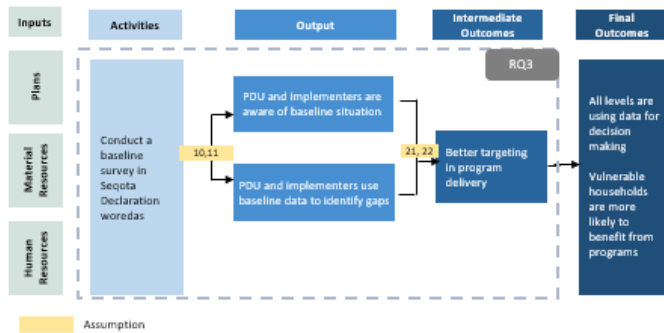 Inputs
Activities
Output
Intermediate
Outcomes
Final
Outcomes
Plans
Material
Resources
Human
Resources
RQ3
Conduct a
baseline
survey in
Seqota
Declaration
woredas
10,11
PDU and implementers are
aware of baseline situation
PDU and implementers use
baseline data to identify gaps
21, 22
Better targeting
in program
delivery
All levels are
using data for
decision
making
Vulnerable
households
are more
likely to
benefit from
programs
Assumption